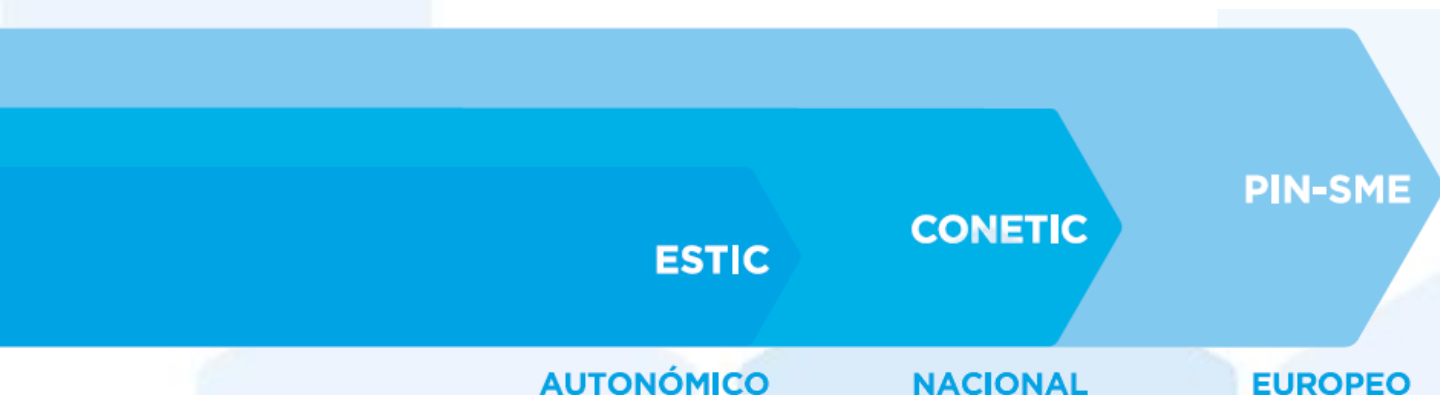 PIN-SME
CONETIC
ESTIC
AUTONÓMICO NACIONAL EUROPEO